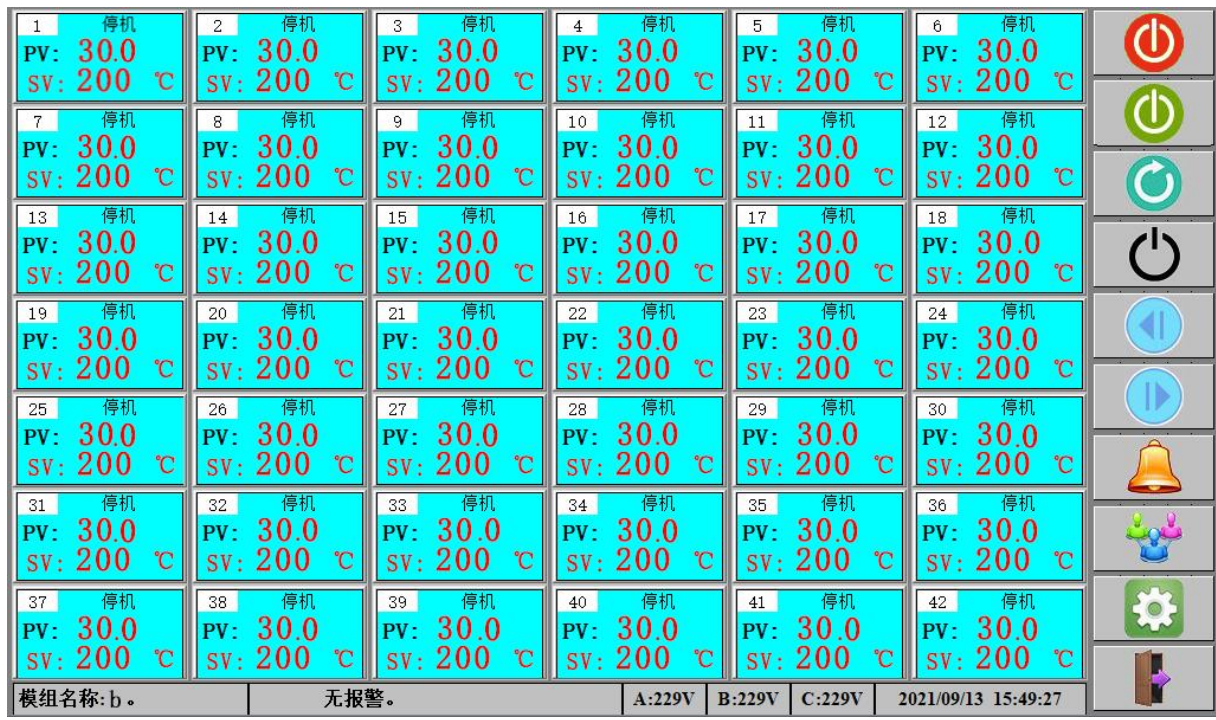 1 停机 2 停机 3 停机 4 停机 5 停机 6 停机
PV: 30.0 PV: 30.0 PV: 30.0 PV: 30.0 PV: 30.0 PV: 30.0
SV: 200 ℃ SV: 200 ℃ SV: 200 ℃ SV: 200 ℃ SV: 200 ℃ SV: 200 ℃
7 停机 8 停机 9 停机 10 停机 11 停机 12 停机
PV: 30.0 PV: 30.0 PV: 30.0 PV: 30.0 PV: 30.0 PV: 30.0
SV: 200 ℃ SV: 200 ℃ SV: 200 ℃ SV: 200 ℃ SV: 200 ℃ SV: 200 ℃
13 停机 14 停机 15 停机 16 停机 17 停机 18 停机
PV: 30.0 PV: 30.0 PV: 30.0 PV: 30.0 PV: 30.0 PV: 30.0
SV: 200 ℃ SV: 200 ℃ SV: 200 ℃ SV: 200 ℃ SV: 200 ℃ SV: 200 ℃
19 停机 20 停机 21 停机 22 停机 23 停机 24 停机
PV: 30.0 PV: 30.0 PV: 30.0 PV: 30.0 PV: 30.0 PV: 30.0
SV: 200 ℃ SV: 200 ℃ SV: 200 ℃ SV: 200 ℃ SV: 200 ℃ SV: 200 ℃
25 停机 26 停机 27 停机 28 停机 29 停机 30 停机
PV: 30.0 PV: 30.0 PV: 30.0 PV: 30.0 PV: 30.0 PV: 30.0
SV: 200 ℃ SV: 200 ℃ SV: 200 ℃ SV: 200 ℃ SV: 200 ℃ SV: 200 ℃
31 停机 32 停机 33 停机 34 停机 35 停机 36 停机
PV: 30.0 PV: 30.0 PV: 30.0 PV: 30.0 PV: 30.0 PV: 30.0
SV: 200 ℃ SV: 200 ℃ SV: 200 ℃ SV: 200 ℃ SV: 200 ℃ SV: 200 ℃
37 停机 38 停机 39 停机 40 停机 41 停机 42 停机
PV: 30.0 PV: 30.0 PV: 30.0 PV: 30.0 PV: 30.0 PV: 30.0
SV: 200 ℃ SV: 200 ℃ SV: 200 ℃ SV: 200 ℃ SV: 200 ℃ SV: 200 ℃
模组名称:b。 无报警。 A:229V B:229V C:229V 2021/09/13 15:49:27